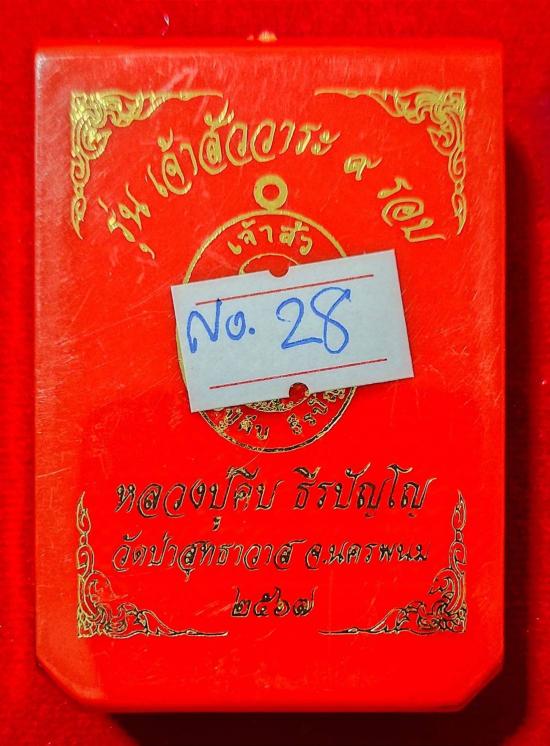 รุ่น เจ้าสัววาระ ๙ รอบ
เจ้าสัว
No. 28
หลวงปู่คีบ ธีรปัญโญ
วัดป่าสุทธาวาส จ.นครพนม
๒๕๖๗